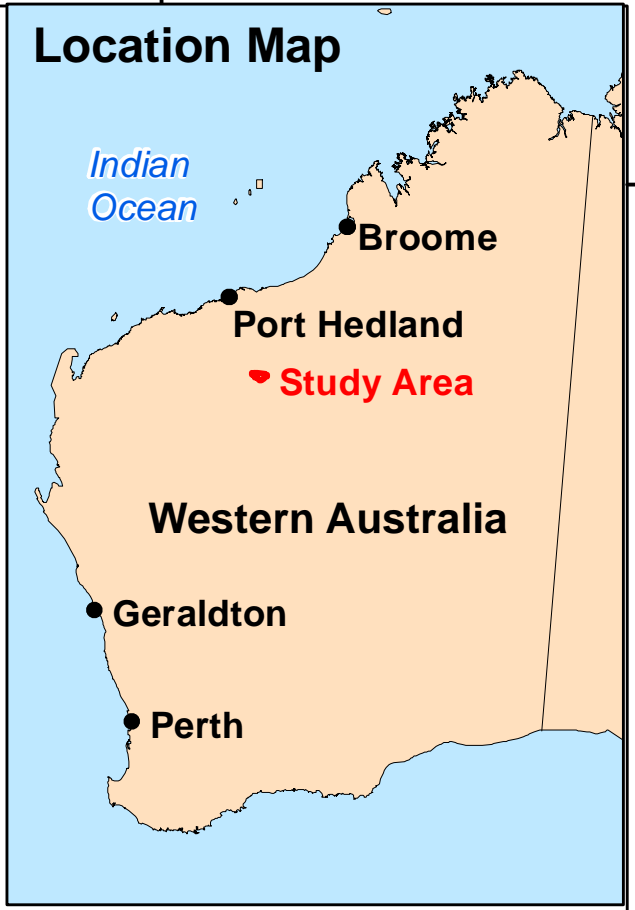 Location Map
Indian
Ocean
Broome
Port Hedland
Study Area
Western Australia
Geraldton
Perth